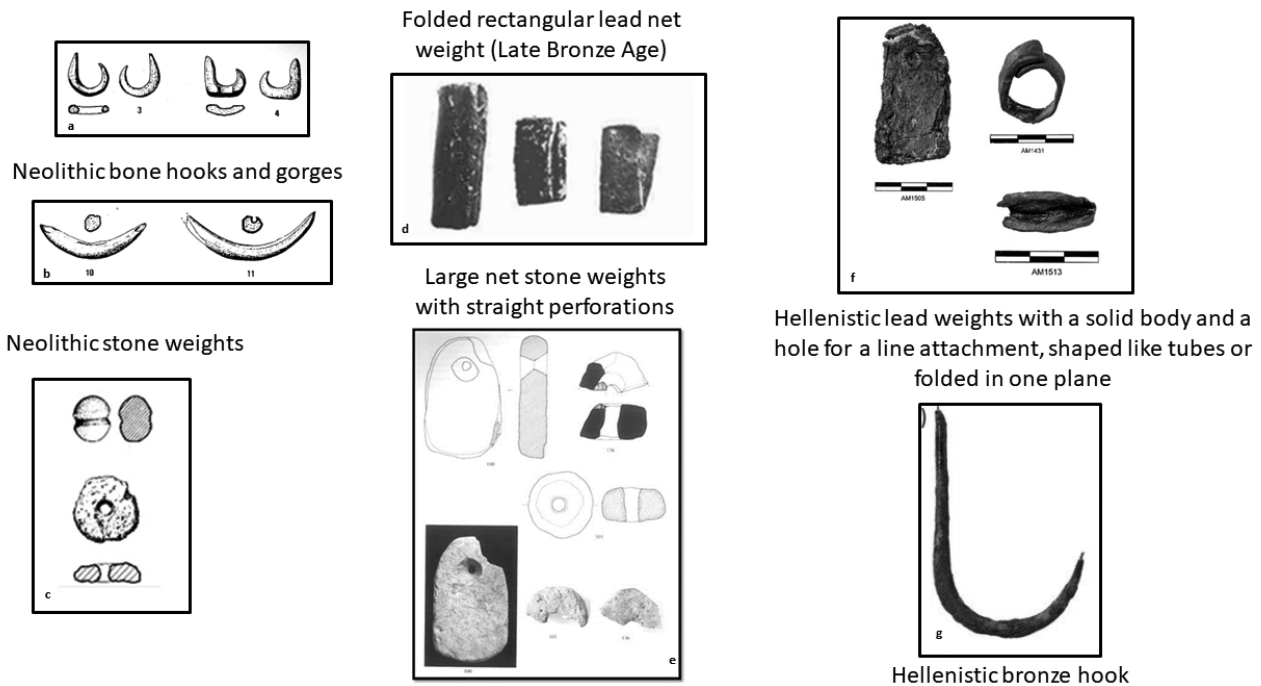 a
3
4
Neolithic bone hooks and gorges
b
10
11
Neolithic stone weights
c
Folded rectangular lead net
weight (Late Bronze Age)
d
Large net stone weights
with straight perforations
e
AM1505
AM1431
AM1513
f
Hellenistic lead weights with a solid body and a
hole for a line attachment, shaped like tubes or
folded in one plane
g
Hellenistic bronze hook